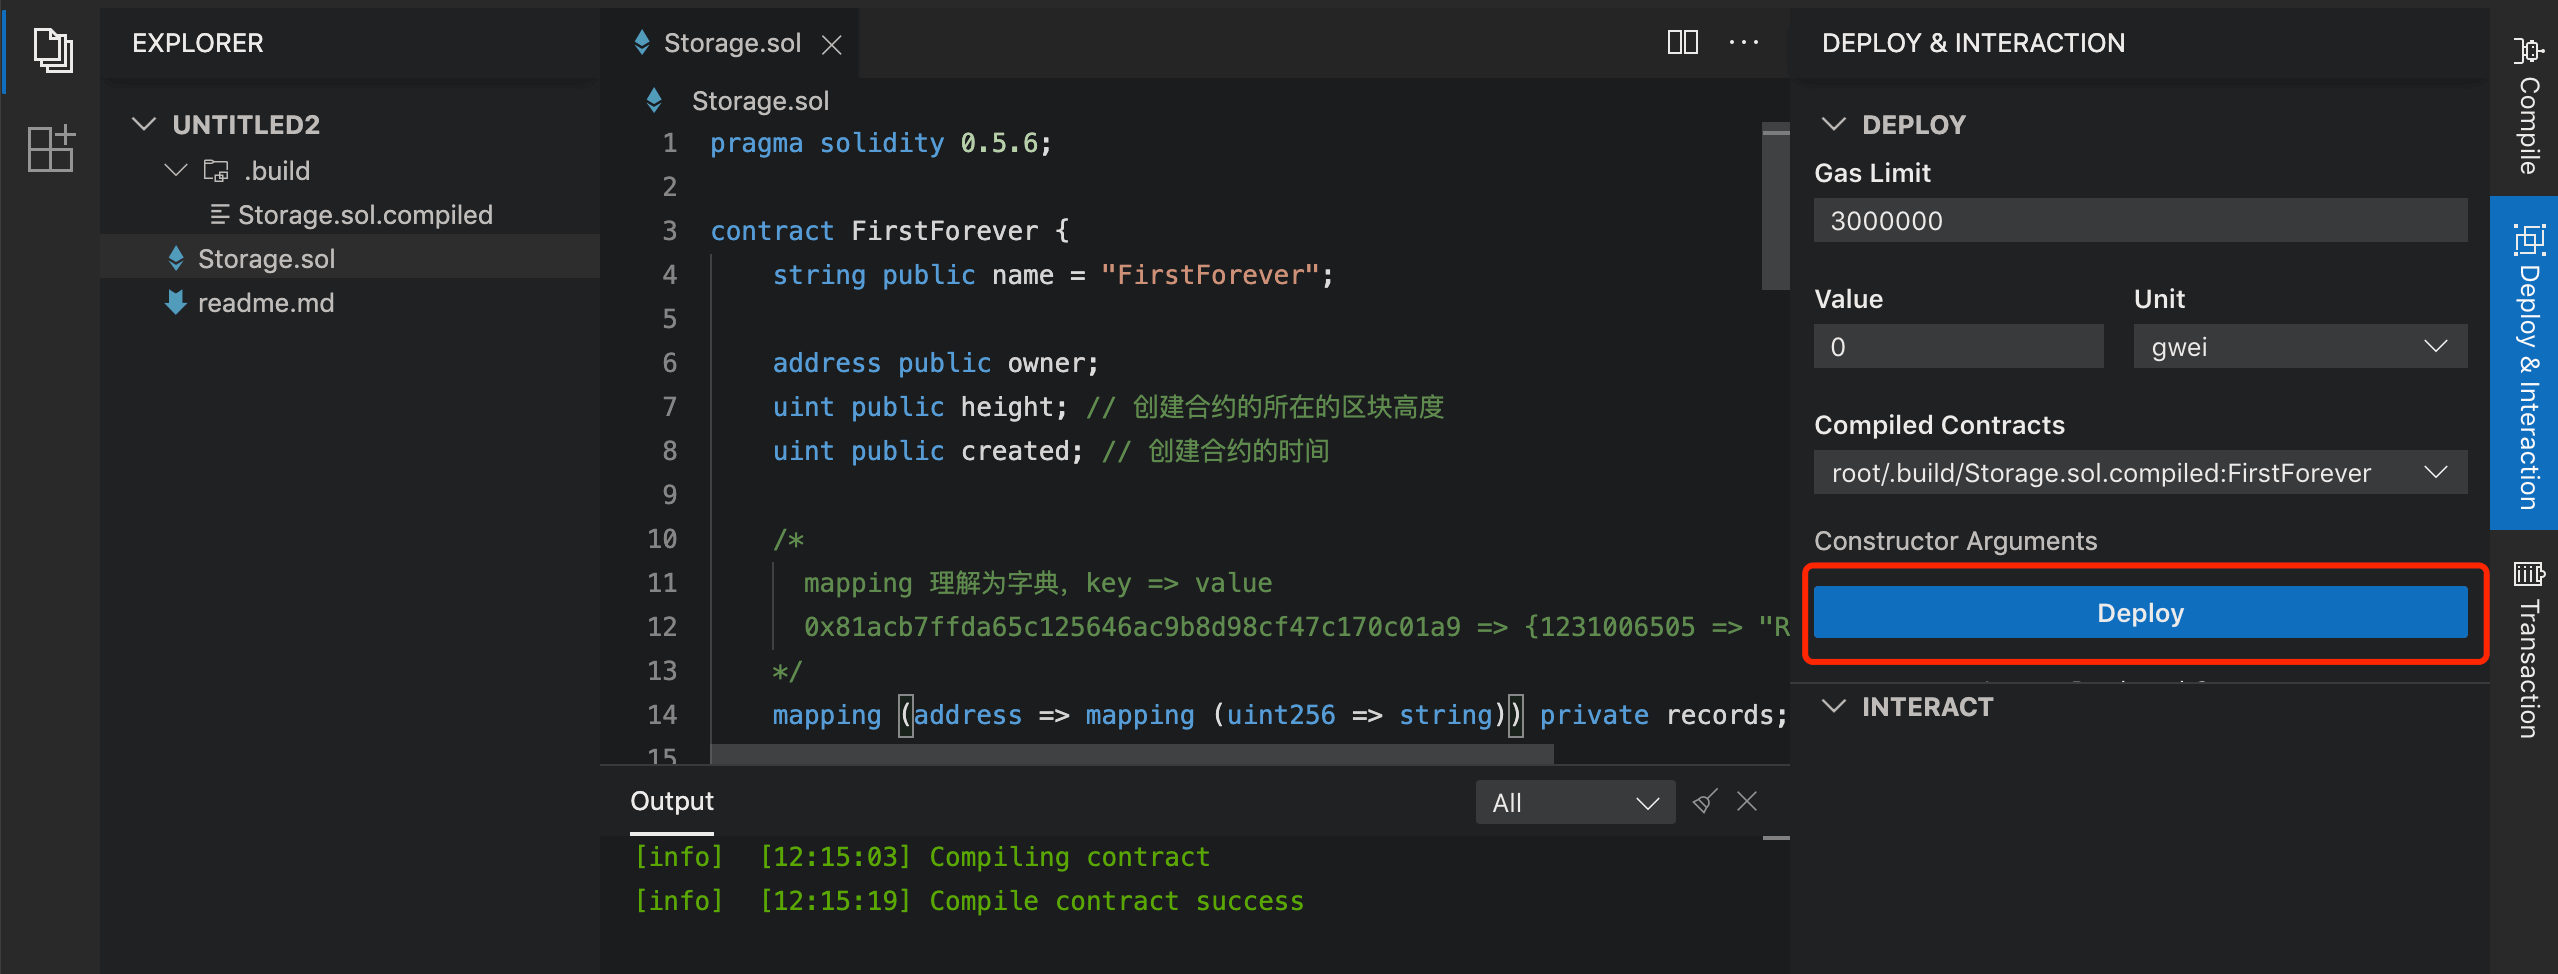 EXPLORER
UNTITLED2
.build
Storage.sol.compiled
Storage.sol
readme.md
Storage.sol
Storage.sol
1 pragma solidity 0.5.6;
2
3 contract FirstForever {
4 string public name = "FirstForever";
5
6 address public owner;
7 uint public height; // 创建合约的所在的区块高度
8 uint public created; // 创建合约的时间
9
10 /*
11 mapping 理解为字典，key => value
12 0x81acb7ffda65c125646ac9b8d98cf47c170c01a9 => {1231006505 => "R
13 */
14 mapping (address => mapping (uint256 => string)) private records;
15
Output
All
[info] [12:15:03] Compiling contract
[info] [12:15:19] Compile contract success
DEPLOY & INTERACTION
DEPLOY
Gas Limit
3000000
Value
Unit
0
gwei
Compiled Contracts
root/.build/Storage.sol.compiled:FirstForever
Constructor Arguments
Deploy
INTERACT
Compile
Deploy & Interaction
Transaction